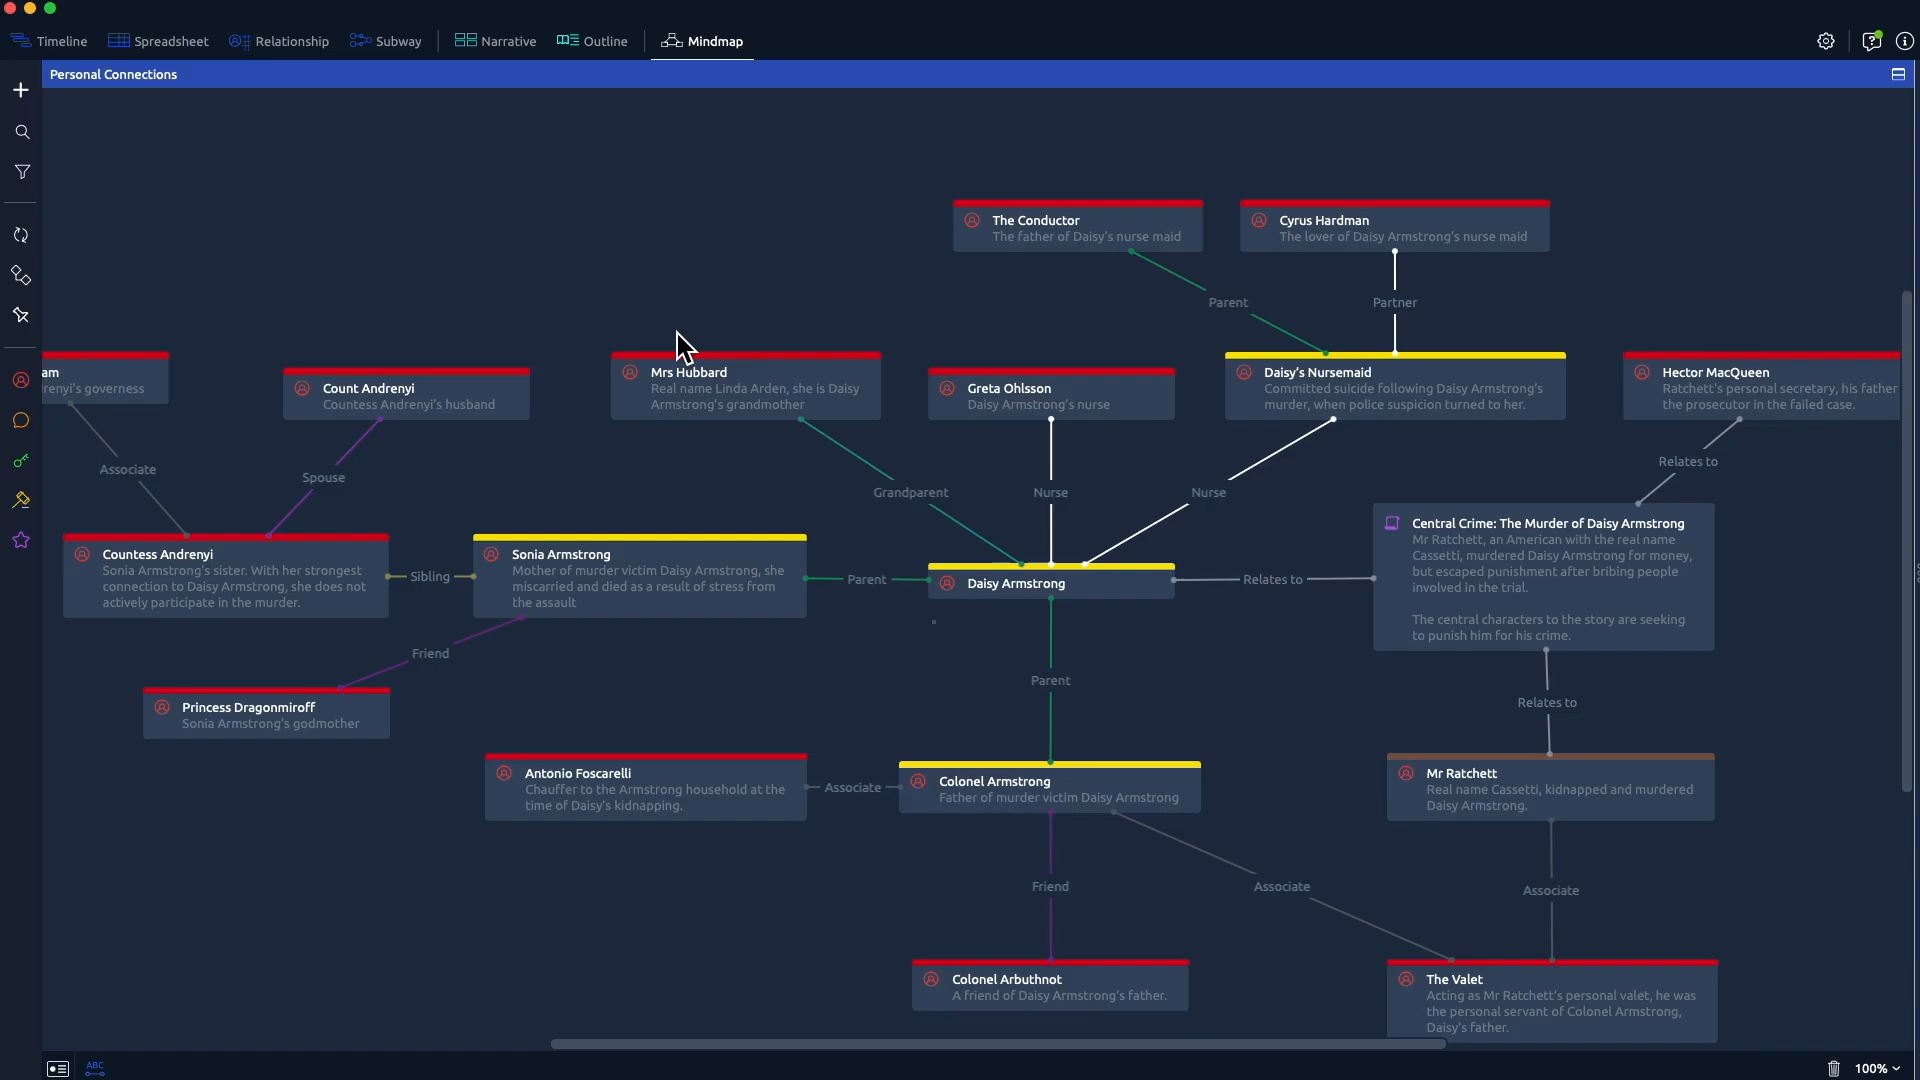 Timeline
Spreadsheet
Relationship
Subway
Narrative
Outline
Mindmap
Personal Connections
The Conductor
The father of Daisy's nurse maid
Cyrus Hardman
The lover of Daisy Armstrong's nurse maid
Parent
Partner
am
renyi's governess
Count Andrenyi
Countess Andrenyi's husband
Mrs Hubbard
Real name Linda Arden, she is Daisy
Armstrong's grandmother
Greta Ohlsson
Daisy Armstrong's nurse
Daisy's Nursemaid
Committed suicide following Daisy Armstrong's
murder, when police suspicion turned to her.
Hector MacQueen
Ratchett's personal secretary, his father
the prosecutor in the failed case.
Associate
Spouse
Grandparent
Nurse
Nurse
Relates to
Countess Andrenyi
Sonia Armstrong's sister. With her strongest
connection to Daisy Armstrong, she does not
actively participate in the murder.
Sibling
Sonia Armstrong
Mother of murder victim Daisy Armstrong, she
miscarried and died as a result of stress from
the assault
Parent
Daisy Armstrong
Relates to
Central Crime: The Murder of Daisy Armstrong
Mr Ratchett, an American with the real name
Cassetti, murdered Daisy Armstrong for money,
but escaped punishment after bribing people
involved in the trial.
The central characters to the story are seeking
to punish him for his crime.
Friend
Parent
Relates to
Princess Dragonmiroff
Sonia Armstrong's godmother
Antonio Foscarelli
Chauffer to the Armstrong household at the
time of Daisy's kidnapping.
Associate
Colonel Armstrong
Father of murder victim Daisy Armstrong
Mr Ratchett
Real name Cassetti, kidnapped and murdered
Daisy Armstrong.
Friend
Associate
Associate
Colonel Arbuthnot
A friend of Daisy Armstrong's father.
The Valet
Acting as Mr Ratchett's personal valet, he was
the personal servant of Colonel Armstrong,
Daisy's father.
ABC
100%